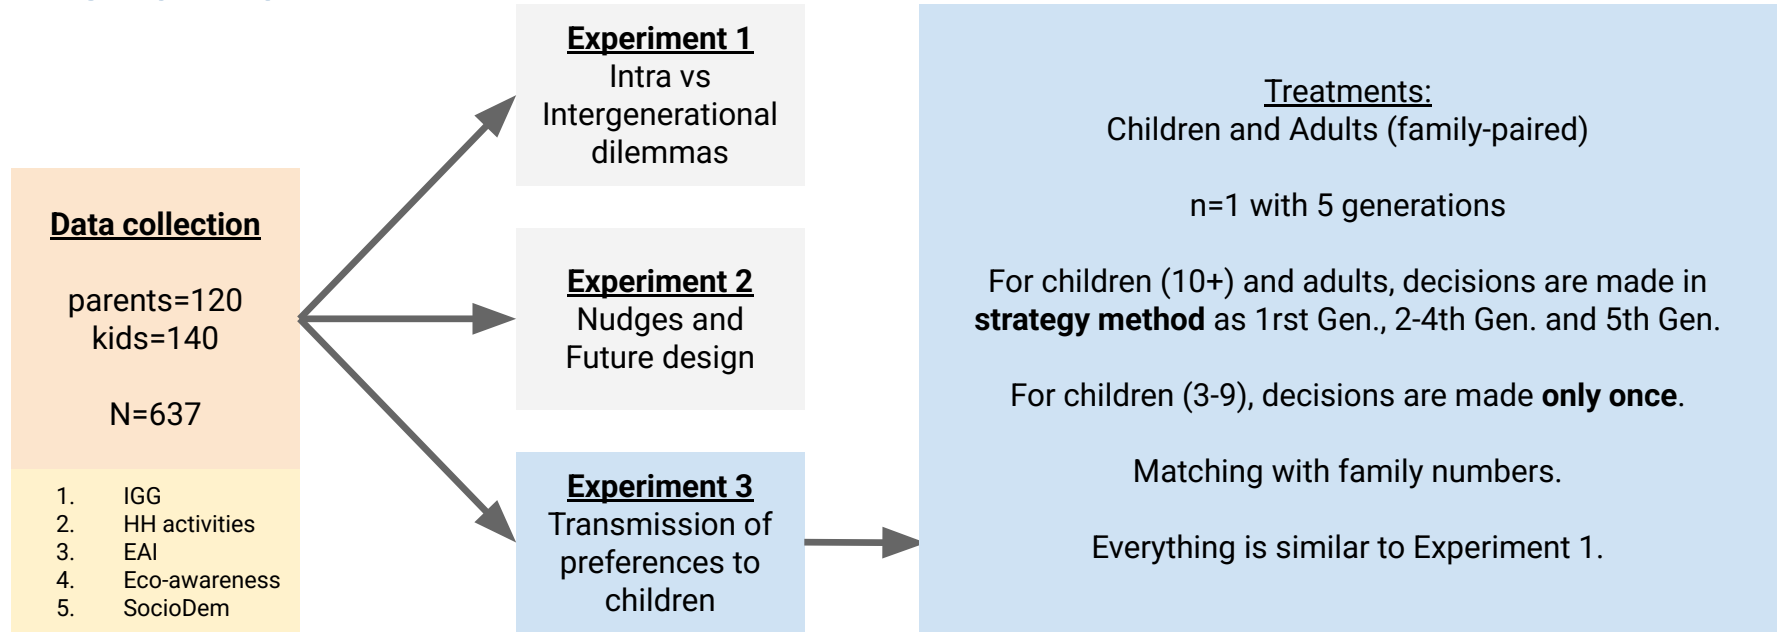 Data collection
parents=120
kids=140
N=637
1. IGG
2. HH activities
3. EAI
4. Eco-awareness
5. SocioDem
Experiment 1
Intra vs
Intergenerational
dilemmas
Experiment 2
Nudges and
Future design
Experiment 3
Transmission of
preferences to
children
Treatments:
Children and Adults (family-paired)
n=1 with 5 generations
For children (10+) and adults, decisions are made in
strategy method as 1rst Gen., 2-4th Gen. and 5th Gen.
For children (3-9), decisions are made only once.
Matching with family numbers.
Everything is similar to Experiment 1.